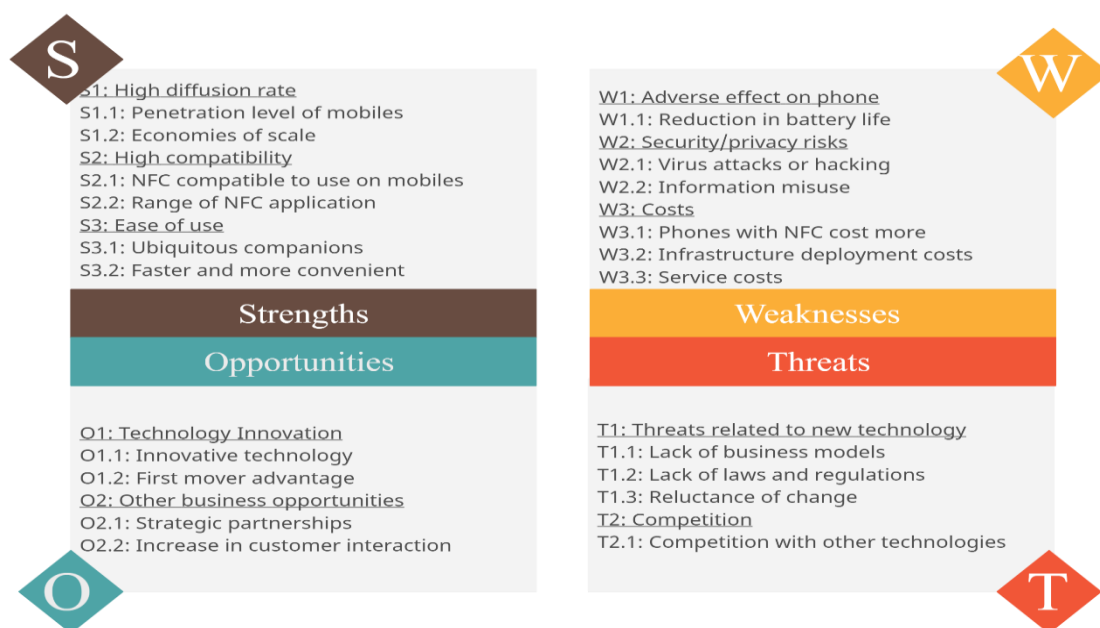 S
S1: High diffusion rate
S1.1: Penetration level of mobiles
S1.2: Economies of scale
S2: High compatibility
S2.1: NFC compatible to use on mobiles
S2.2: Range of NFC application
S3: Ease of use
S3.1: Ubiquitous companions
S3.2: Faster and more convenient
Strengths
W
W1: Adverse effect on phone
W1.1: Reduction in battery life
W2: Security/privacy risks
W2.1: Virus attacks or hacking
W2.2: Information misuse
W3: Costs
W3.1: Phones with NFC cost more
W3.2: Infrastructure deployment costs
W3.3: Service costs
Weaknesses
Opportunities
O1: Technology Innovation
O1.1: Innovative technology
O1.2: First mover advantage
O2: Other business opportunities
O2.1: Strategic partnerships
O2.2: Increase in customer interaction
O
Threats
T1: Threats related to new technology
T1.1: Lack of business models
T1.2: Lack of laws and regulations
T1.3: Reluctance of change
T2: Competition
T2.1: Competition with other technologies
T